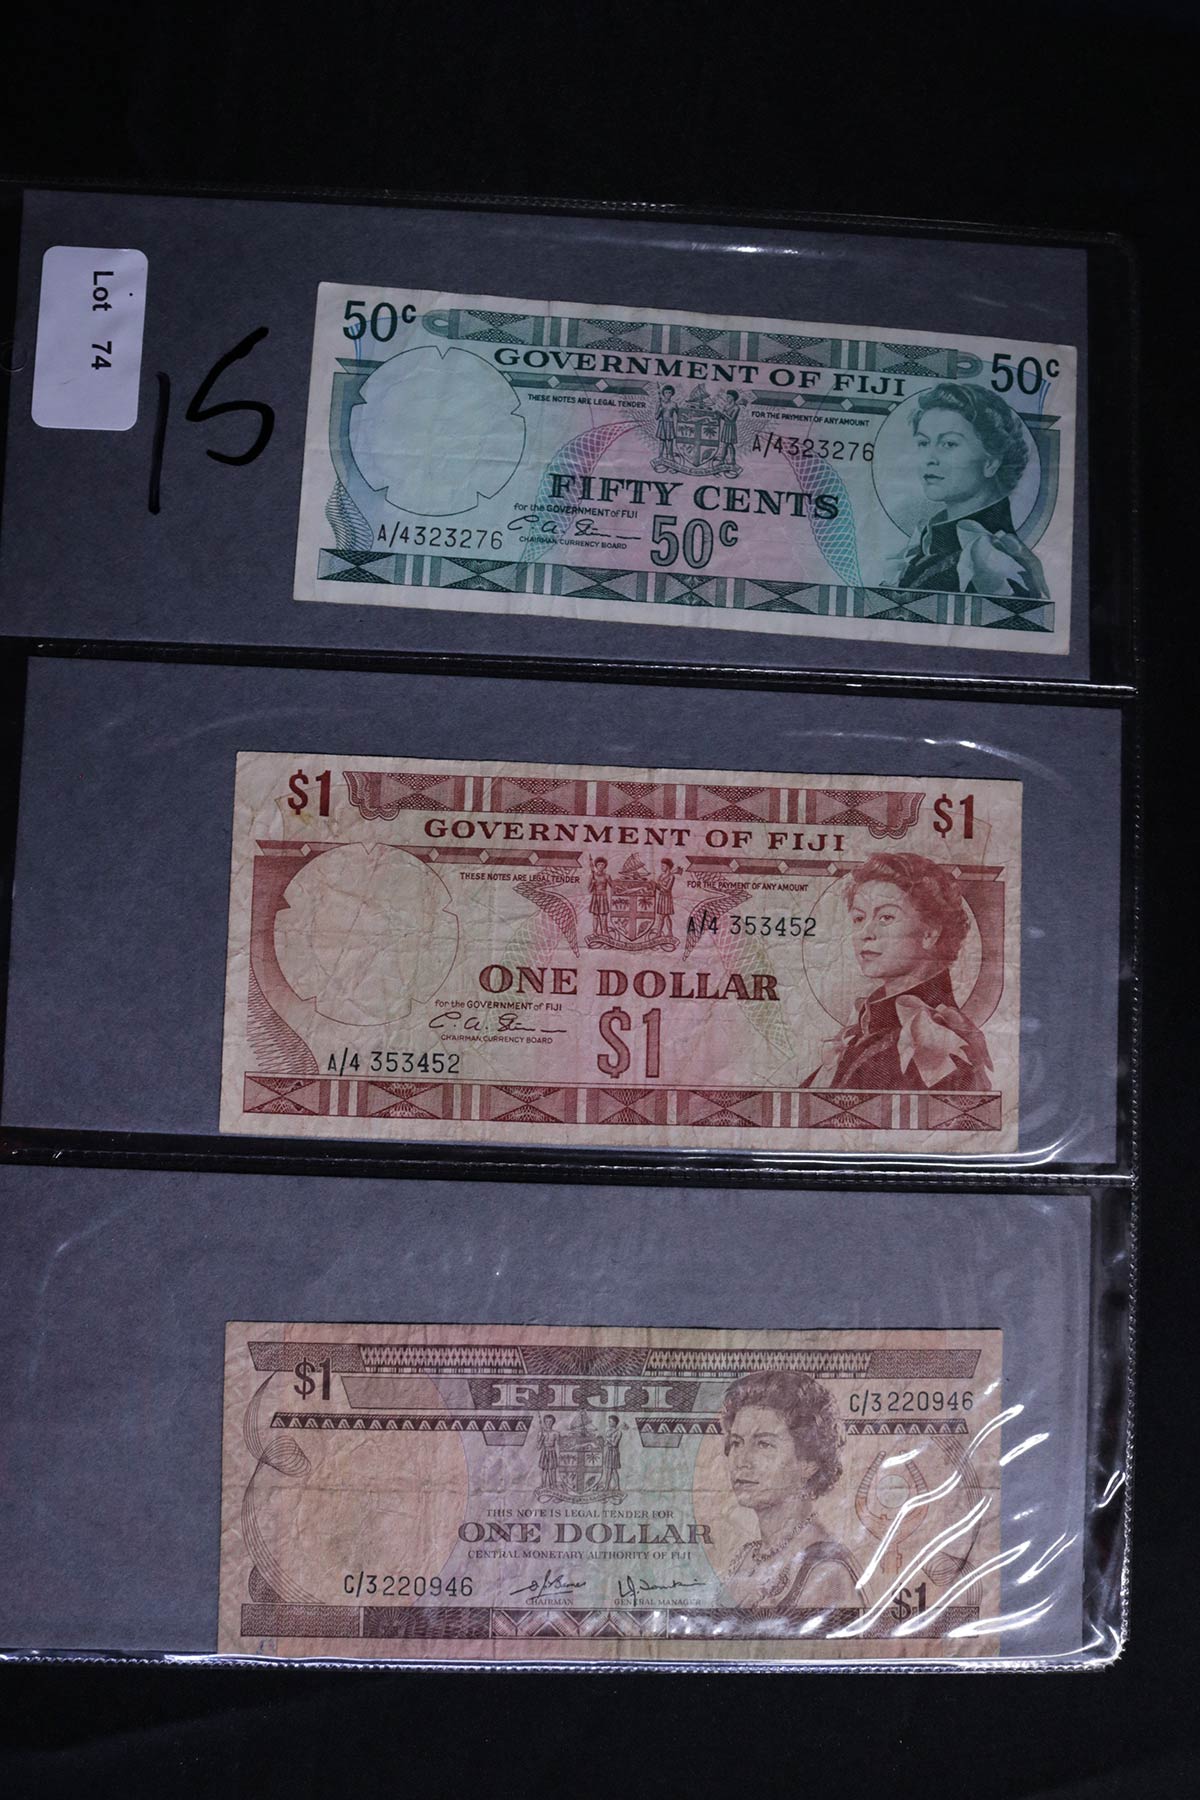 Lot 74
15
50c
50c
GOVERNMENT OF FIJI
THESE NOTES ARE LEGAL TENDER
FOR THE PAYMENT OF ANY AMOUNT
A/4323276
FIFTY CENTS
for the GOVERNMENT of FIJI
A/4323276
CHAIRMAN CURRENCY BOARD
50c
$1
$1
GOVERNMENT OF FIJI
THESE NOTES ARE LEGAL TENDER
FOR THE PAYMENT OF ANY AMOUNT
A/4 353452
ONE DOLLAR
for the GOVERNMENT of FIJI
CHAIRMAN, CURRENCY BOARD
$1
A/4 353452
$1
FIJI
C/3 220946
THIS NOTE IS LEGAL TENDER FOR
ONE DOLLAR
CENTRAL MONETARY AUTHORITY OF FIJI
C/3 220946
CHAIRMAN
GENERAL MANAGER
$1